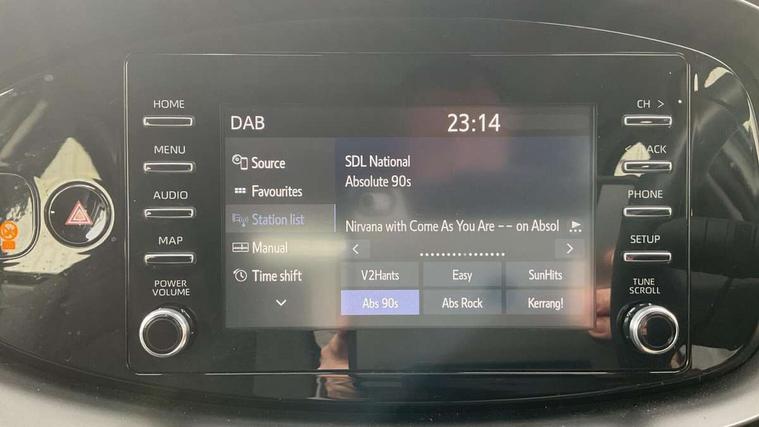 HOME
MENU
AUDIO
MAP
POWER
VOLUME
DAB
23:14
Source
Favourites
Station list
Manual
Time shift
SDL National
Absolute 90s
Nirvana with Come As You Are -- on Absol
V2Hants
Easy
SunHits
Abs 90s
Abs Rock
Kerrang!
CH >
PHONE
SETUP
TUNE
SCROLL